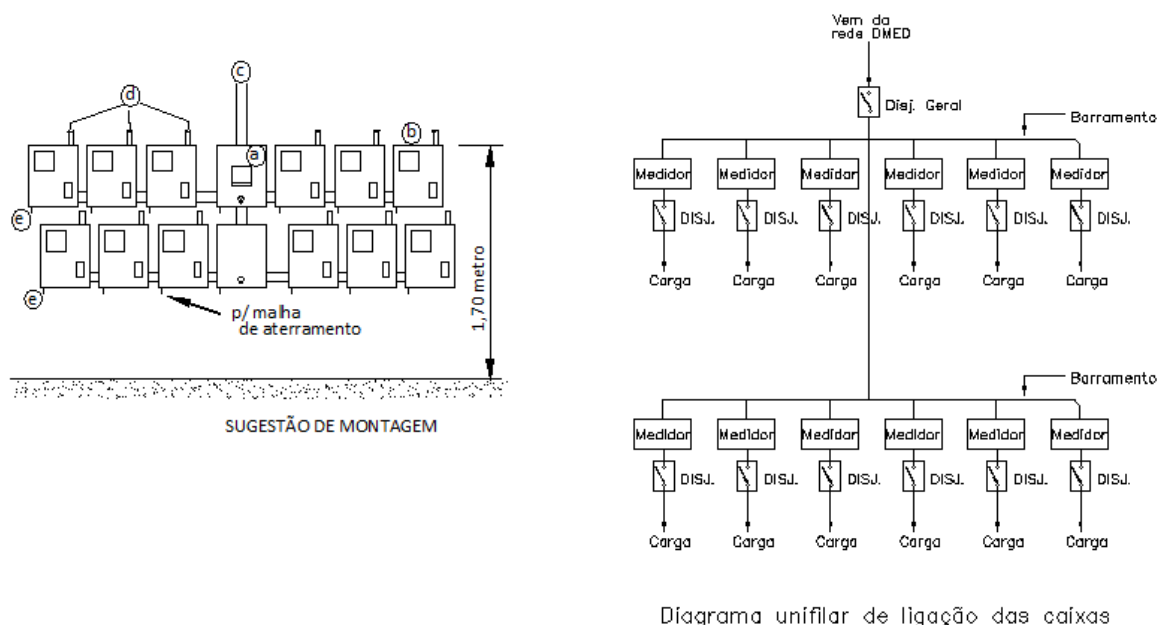 c
d
b
a
e
e
1,70 metro
p/ malha
de aterramento
SUGESTÃO DE MONTAGEM
Vem da
rede DMED
Disj. Geral
Barramento
Medidor Medidor Medidor Medidor Medidor Medidor
DISJ. DISJ. DISJ. DISJ. DISJ. DISJ.
Carga Carga Carga Carga Carga Carga
Barramento
Medidor Medidor Medidor Medidor Medidor Medidor
DISJ. DISJ. DISJ. DISJ. DISJ. DISJ.
Carga Carga Carga Carga Carga Carga
Diagrama unifilar de ligação das caixas